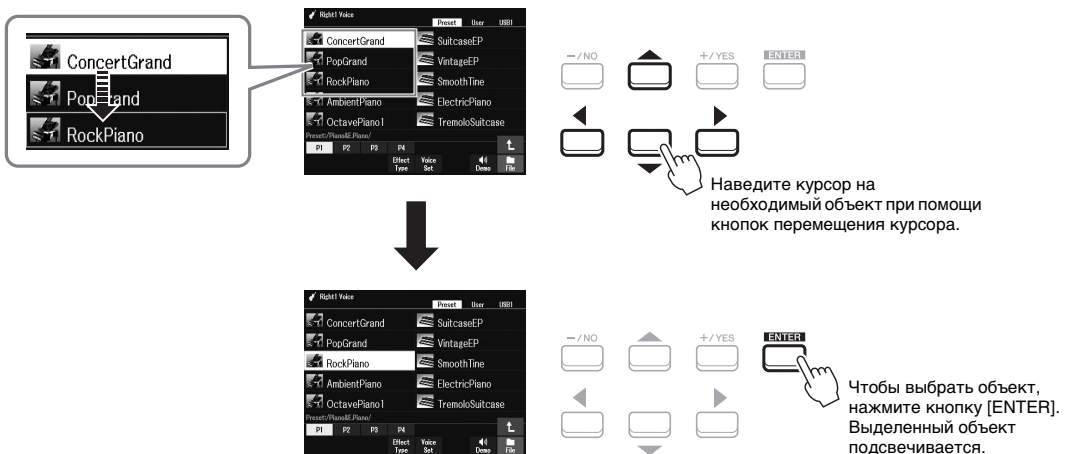 ConcertGrand
PopGrand
RockPiano
Right1 Voice
Preset User USB1
ConcertGrand SuitcaseEP
PopGrand VintageEP
RockPiano SmoothTine
AmbientPiano ElectricPiano
OctavePiano1 TremoloSuitcase
Preset:/Piano&E.Piano/
P1 P2 P3 P4
Effect Type Voice Set Demo File
–/NO +/YES ENTER
Наведите курсор на
необходимый объект при помощи
кнопок перемещения курсора.
Right1 Voice
Preset User USB1
ConcertGrand SuitcaseEP
PopGrand VintageEP
RockPiano SmoothTine
AmbientPiano ElectricPiano
OctavePiano1 TremoloSuitcase
Preset:/Piano&E.Piano/
P1 P2 P3 P4
Effect Type Voice Set Demo File
–/NO +/YES ENTER
Чтобы выбрать объект,
нажмите кнопку [ENTER].
Выделенный объект
подсвечивается.